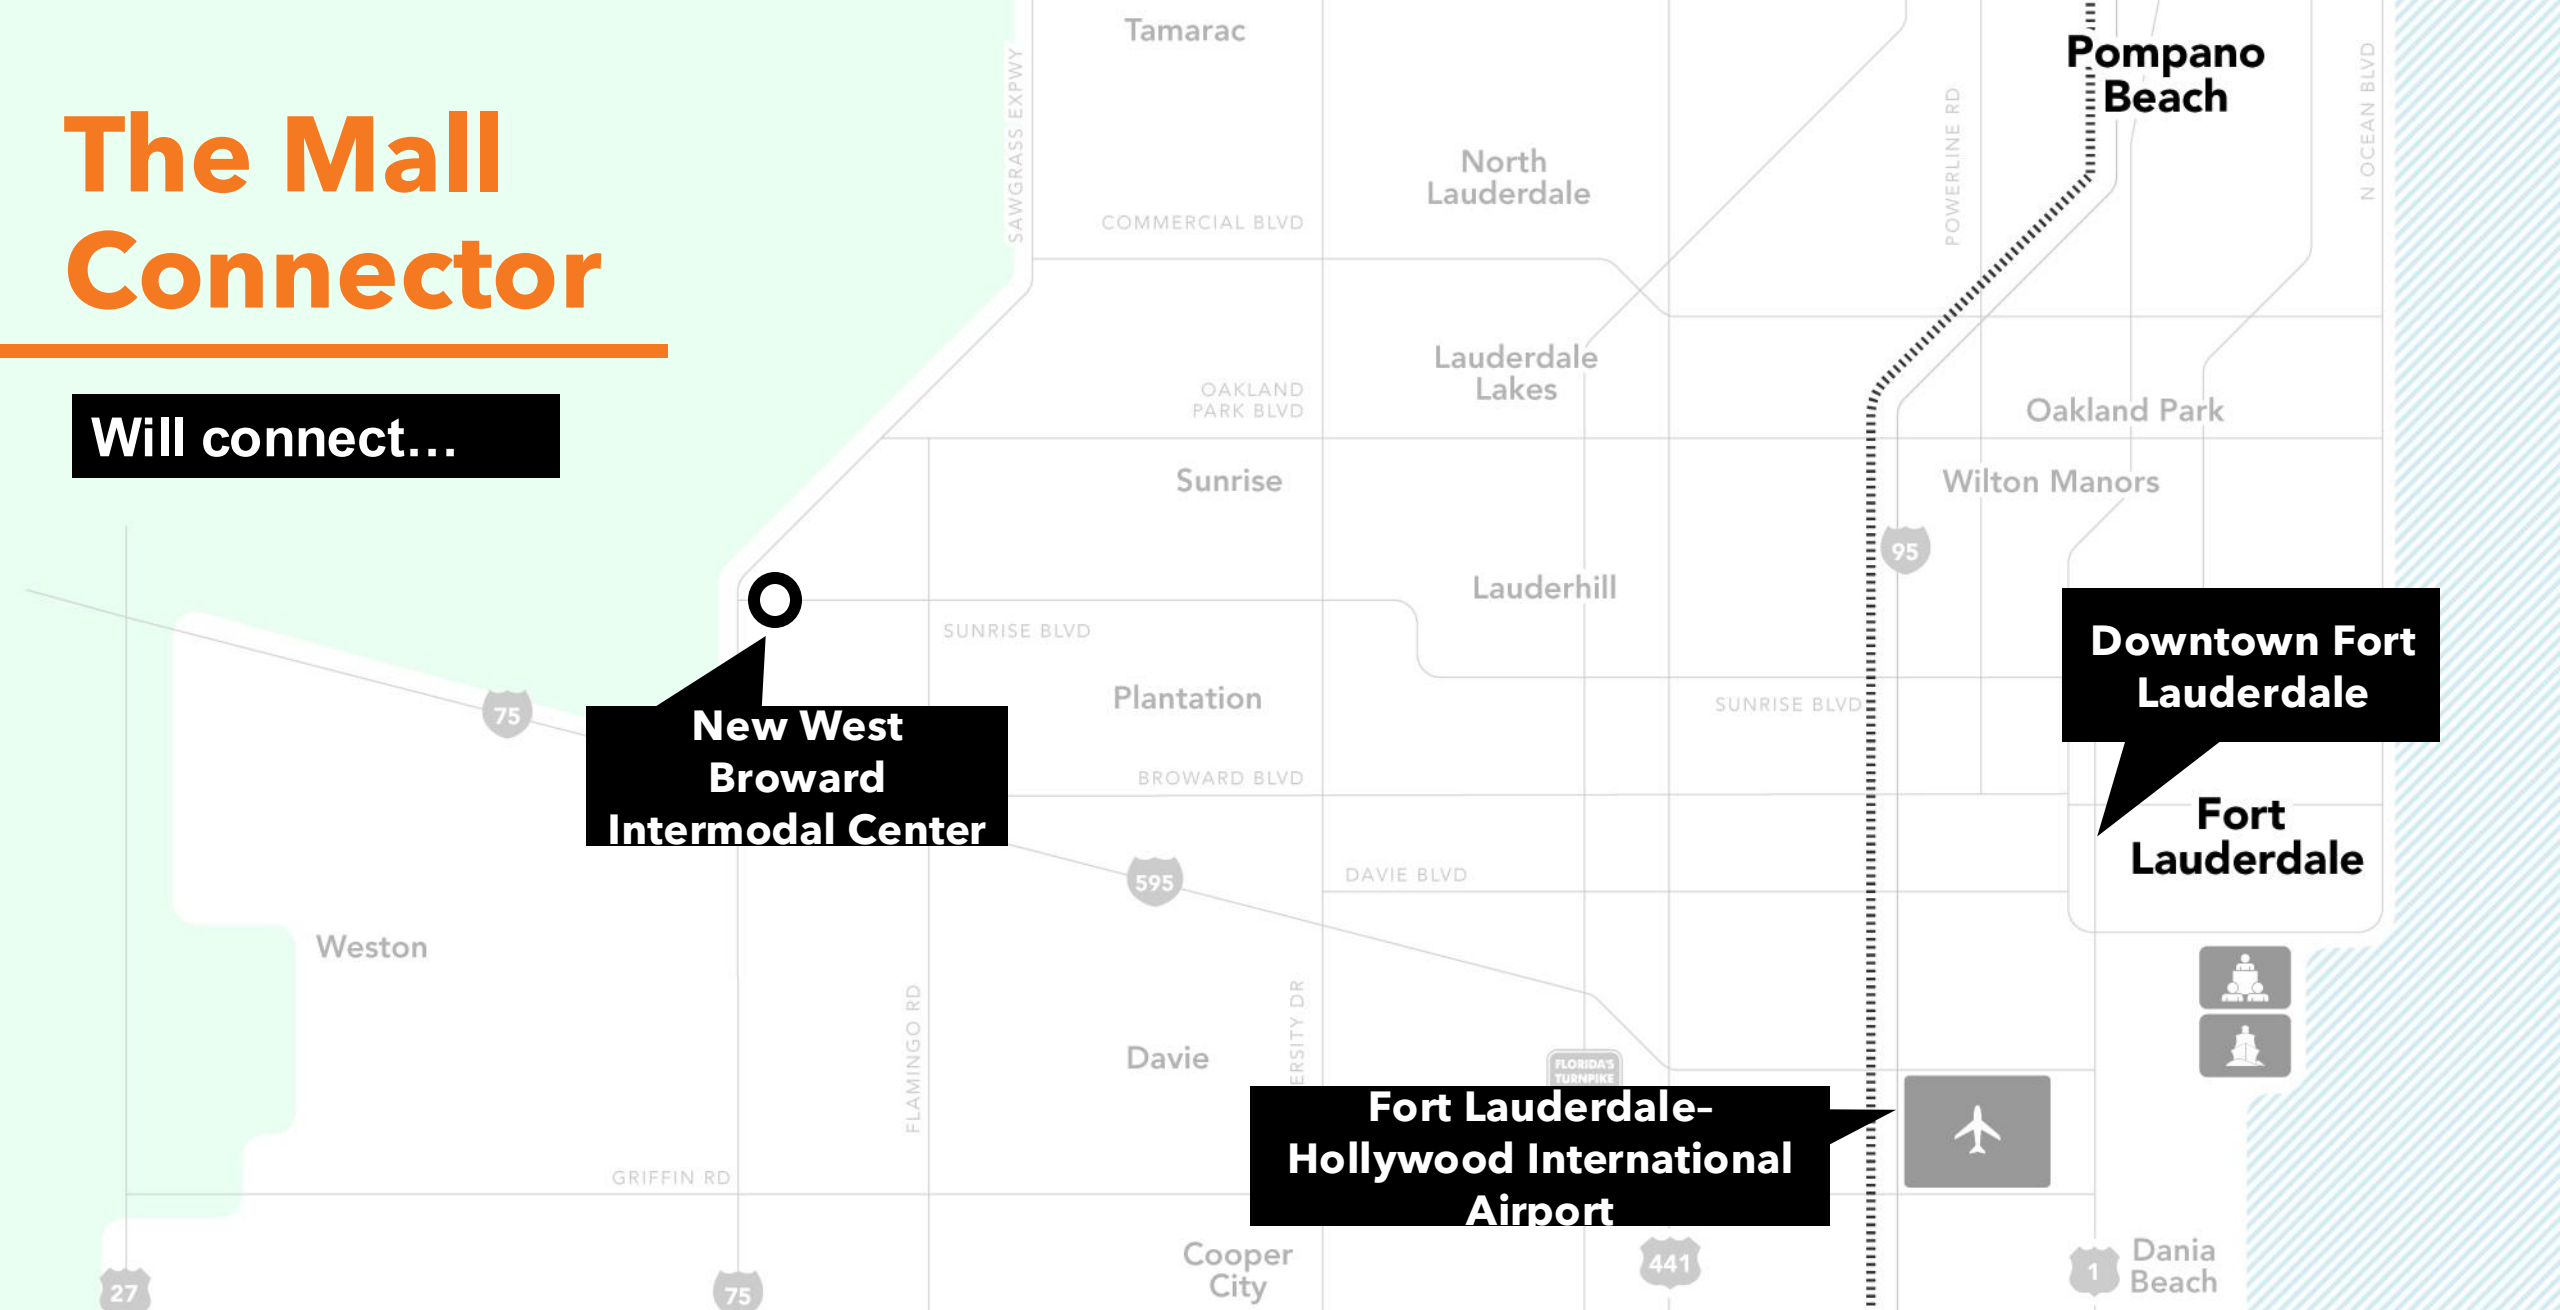 The Mall
Connector
Will connect...
Tamarac
SAWGRASS EXPWY
COMMERCIAL BLVD
North
Lauderdale
POWERLINE RD
Pompano
Beach
N OCEAN BLVD
OAKLAND
PARK BLVD
Lauderdale
Lakes
Oakland Park
Sunrise
Wilton Manors
95
Lauderhill
SUNRISE BLVD
Downtown Fort
Lauderdale
75
New West
Broward
Intermodal Center
Plantation
SUNRISE BLVD
BROWARD BLVD
Fort
Lauderdale
595
DAVIE BLVD
Weston
FLAMINGO RD
ERSITY DR
Davie
FLORIDA'S
TURNPIKE
Fort Lauderdale-
Hollywood International
Airport
GRIFFIN RD
Cooper
City
441
1
Dania
Beach
27
75